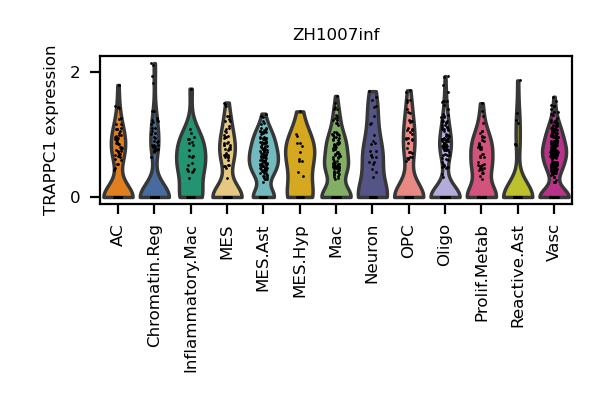 ZH1007inf
TRAPPC1 expression
2
0
AC
Chromatin.Reg
Inflammatory.Mac
MES
MES.Ast
MES.Hyp
Mac
Neuron
OPC
Oligo
Prolif.Metab
Reactive.Ast
Vasc